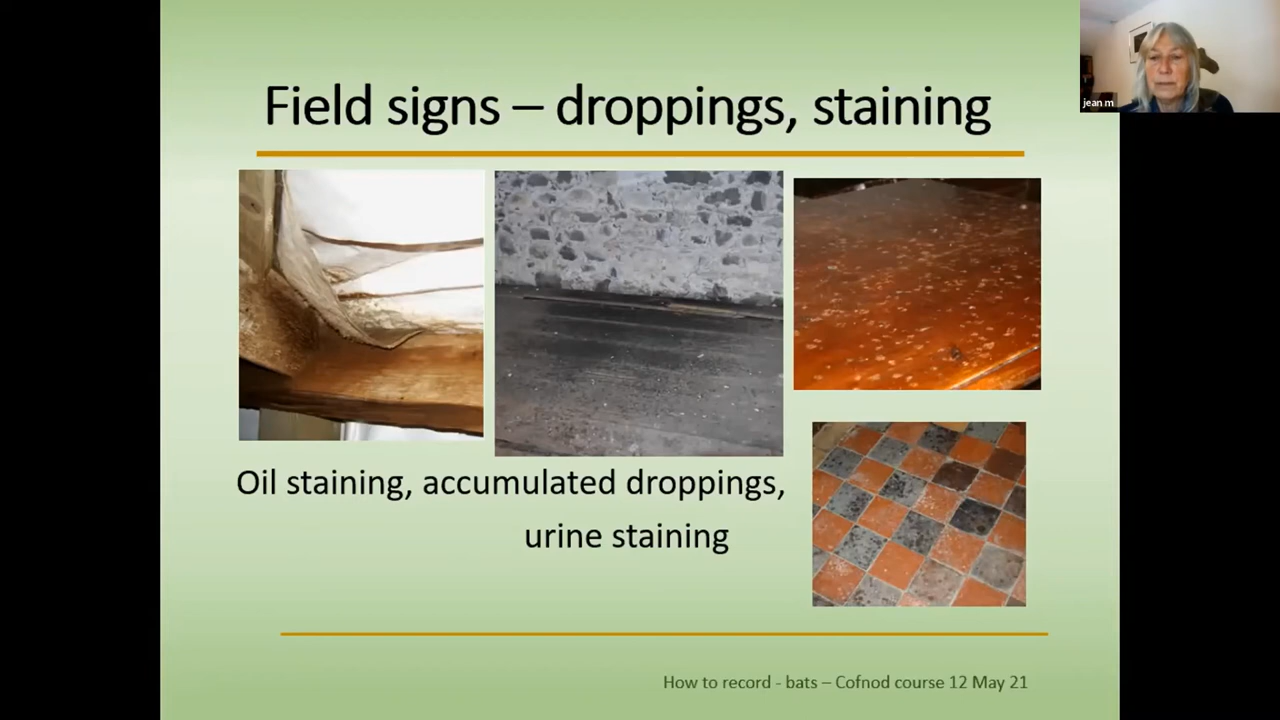 Field signs – droppings, staining
jean m
Oil staining, accumulated droppings,
urine staining
How to record - bats – Cofnod course 12 May 21